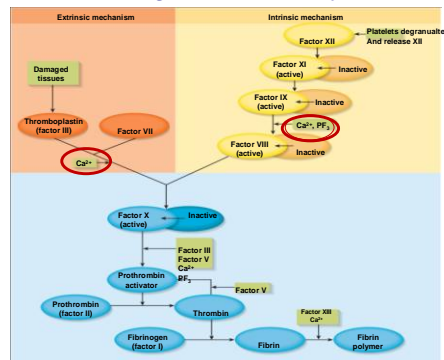 Extrinsic mechanism
Intrinsic mechanism
Platelets degranualte
And release XII
Factor XII
Factor XI
(active)
Inactive
Damaged
tissues
Factor IX
(active)
Inactive
Thromboplastin
(factor III)
Factor VII
Ca²⁺, PF₃
Factor VIII
(active)
Inactive
Ca²⁺
Factor X
(active)
Inactive
Factor III
Factor V
Ca²⁺
PF₃
Prothrombin
activator
Factor V
Prothrombin
(factor II)
Thrombin
Factor XIII
Ca²⁺
Fibrinogen
(factor I)
Fibrin
Fibrin
polymer